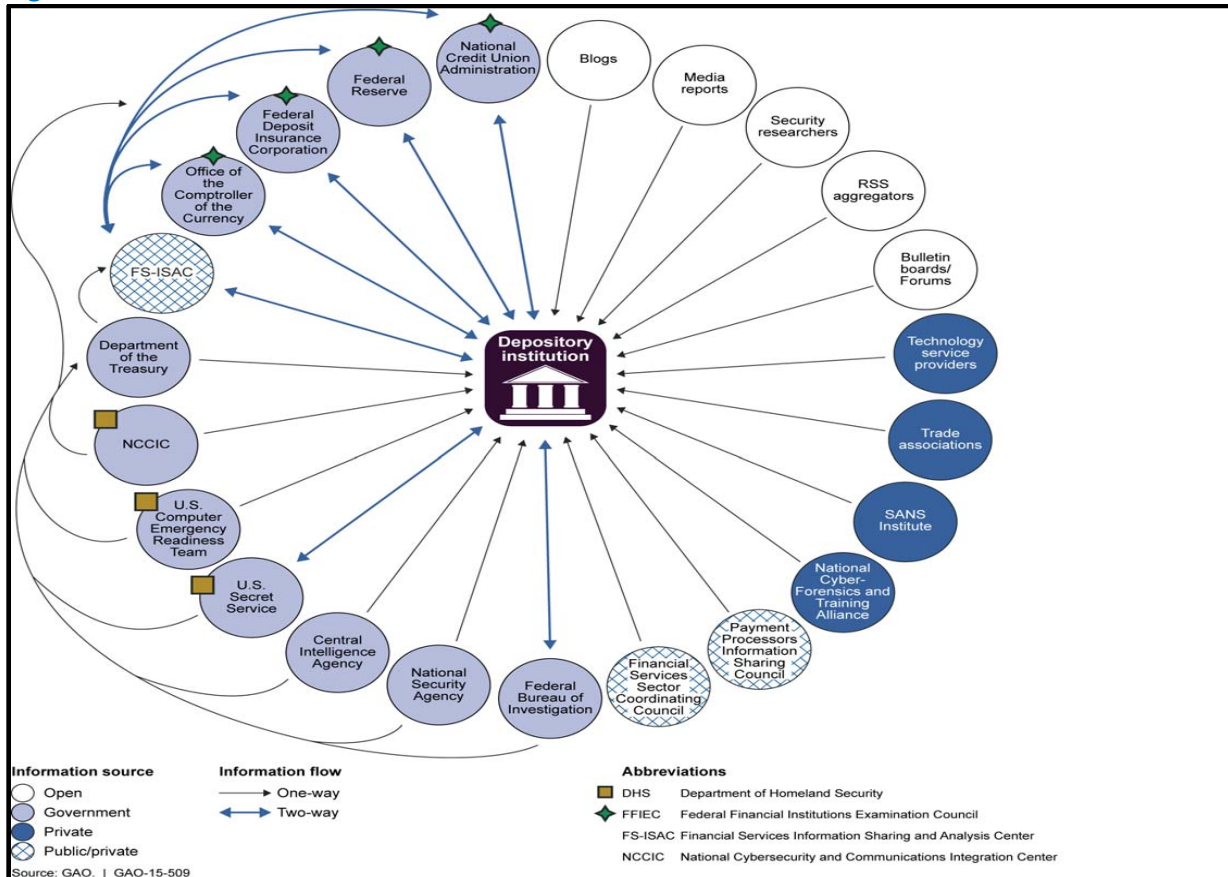 National
Credit Union
Administration
Blogs
Media
reports
Security
researchers
RSS
aggregators
Bulletin
boards/
Forums
Technology
service
providers
Trade
associations
SANS
Institute
National
Cyber-
Forensics and
Training
Alliance
Payment
Processors
Information
Sharing
Council
Financial
Services
Sector
Coordinating
Council
Federal
Bureau of
Investigation
National
Security
Agency
Central
Intelligence
Agency
U.S.
Secret
Service
U.S.
Computer
Emergency
Readiness
Team
NCCIC
Department
of the
Treasury
FS-ISAC
Office of
the
Comptroller
of the
Currency
Federal
Deposit
Insurance
Corporation
Federal
Reserve
Depository
institution
Information source
Open
Government
Private
Public/private
Information flow
One-way
Two-way
Abbreviations
DHS Department of Homeland Security
FFIEC Federal Financial Institutions Examination Council
FS-ISAC Financial Services Information Sharing and Analysis Center
NCCIC National Cybersecurity and Communications Integration Center
Source: GAO. | GAO-15-509